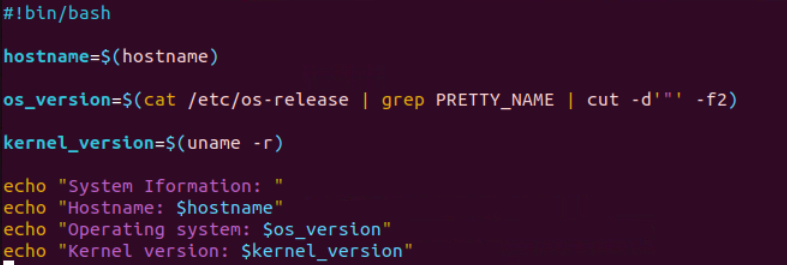 #!bin/bash
hostname=$(hostname)
os_version=$(cat /etc/os-release | grep PRETTY_NAME | cut -d'"' -f2)
kernel_version=$(uname -r)
echo "System Iformation: "
echo "Hostname: $hostname"
echo "Operating system: $os_version"
echo "Kernel version: $kernel_version"